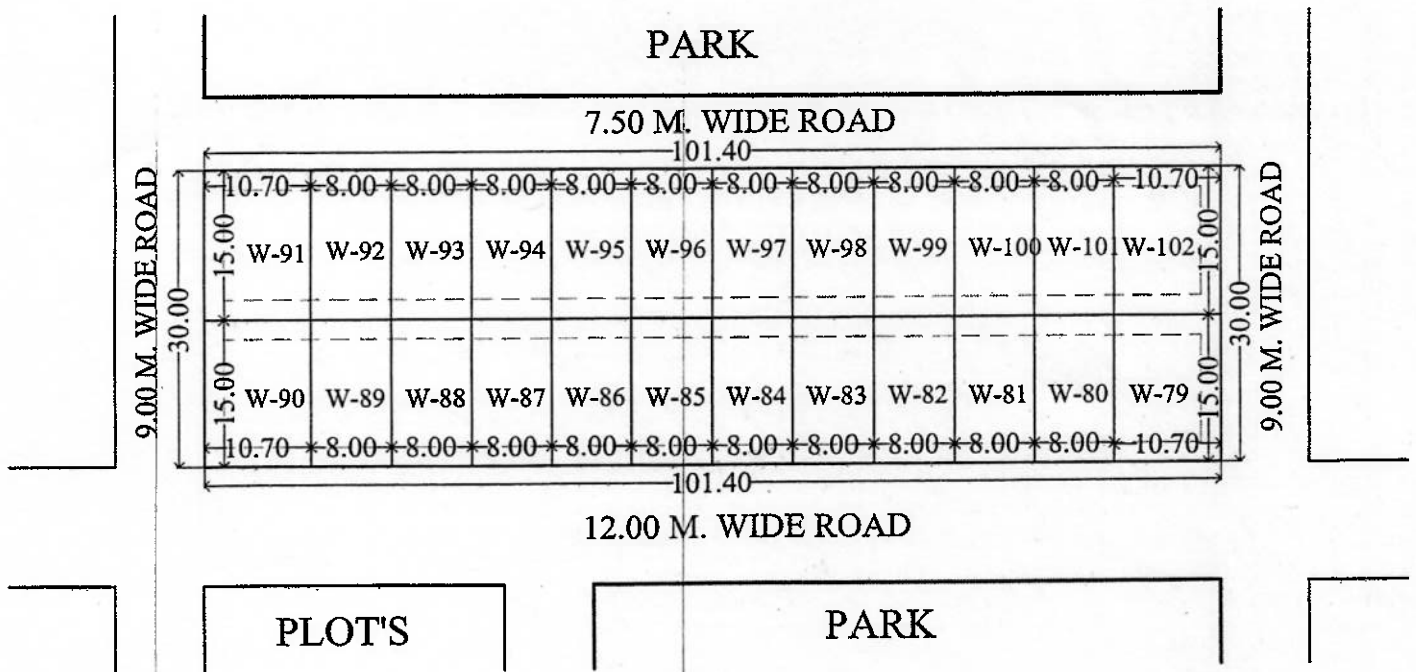 PARK
7.50 M. WIDE ROAD
101.40
10.70 8.00 8.00 8.00 8.00 8.00 8.00 8.00 8.00 8.00 8.00 10.70
9.00 M. WIDE ROAD
30.00
15.00
W-91 W-92 W-93 W-94 W-95 W-96 W-97 W-98 W-99 W-100 W-101 W-102
15.00
30.00
9.00 M. WIDE ROAD
15.00
W-90 W-89 W-88 W-87 W-86 W-85 W-84 W-83 W-82 W-81 W-80 W-79
15.00
10.70 8.00 8.00 8.00 8.00 8.00 8.00 8.00 8.00 8.00 8.00 10.70
101.40
12.00 M. WIDE ROAD
PLOT'S
PARK